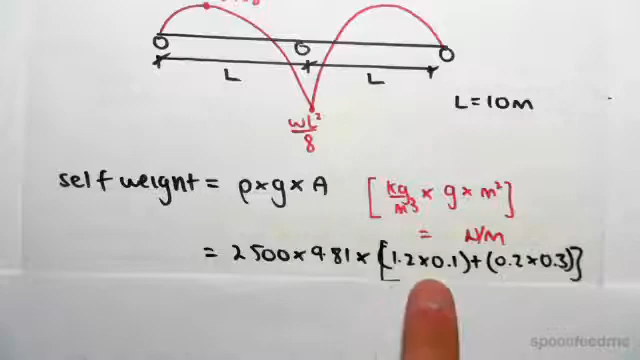 L
L
L = 10m
wL²
8
self weight = ρ × g × A [kg/m³ × g × m²]
= N/m
= 2500 × 9.81 × [(1.2 × 0.1) + (0.2 × 0.3)]
spoonfeedme